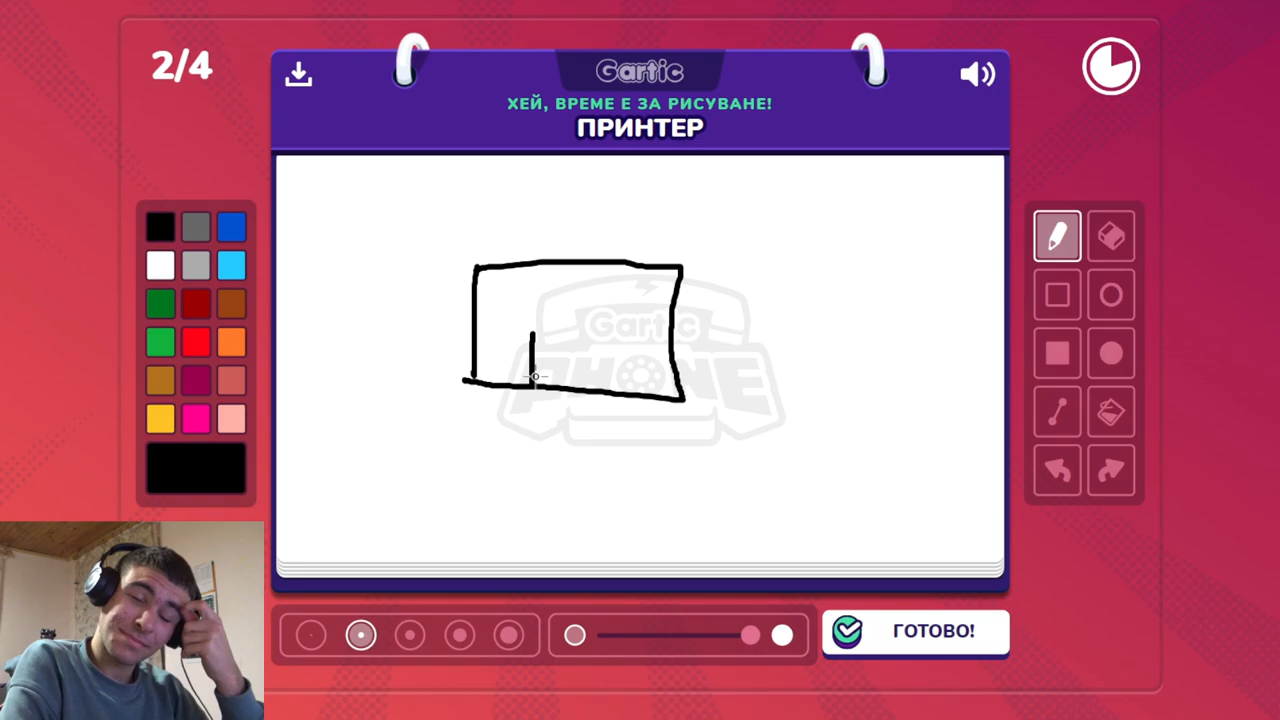 2/4
Gartic
ХЕЙ, ВРЕМЕ Е ЗА РИСУВАНЕ!
ПРИНТЕР
Gartic
PHONE
ГОТОВО!